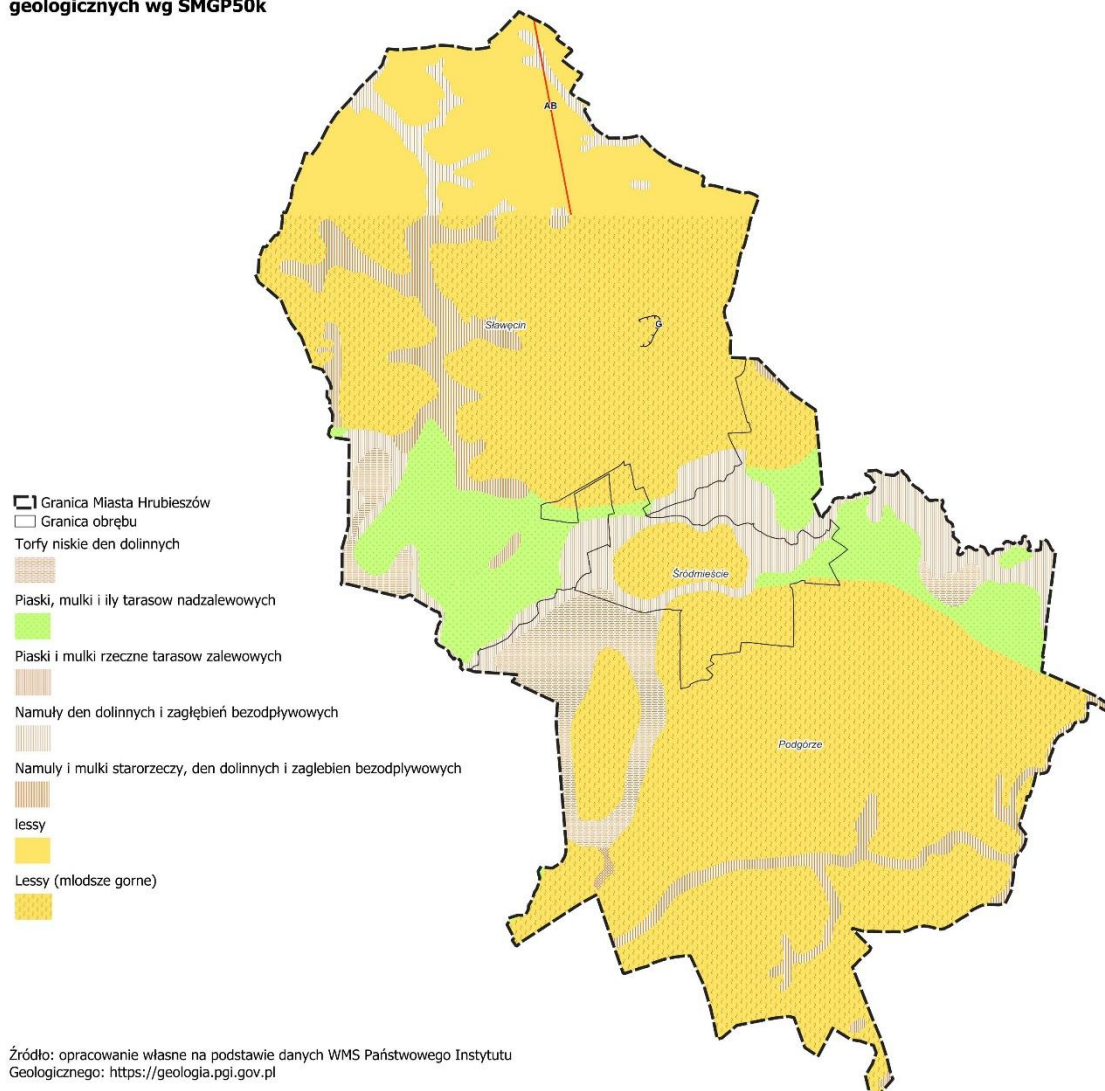 geologicznych wg SMGP50k
AB
Sławęcin
G
Granica Miasta Hrubieszów
Granica obrębu
Torfy niskie den dolinnych
Piaski, mulki i ily tarasow nadzalewowych
Śródmieście
Piaski i mulki rzeczne tarasow zalewowych
Namuły den dolinnych i zagłębień bezodpływowych
Podgórze
Namuly i mulki starorzeczy, den dolinnych i zaglebien bezodplywowych
lessy
Lessy (mlodsze gorne)
Źródło: opracowanie własne na podstawie danych WMS Państwowego Instytutu
Geologicznego: https://geologia.pgi.gov.pl